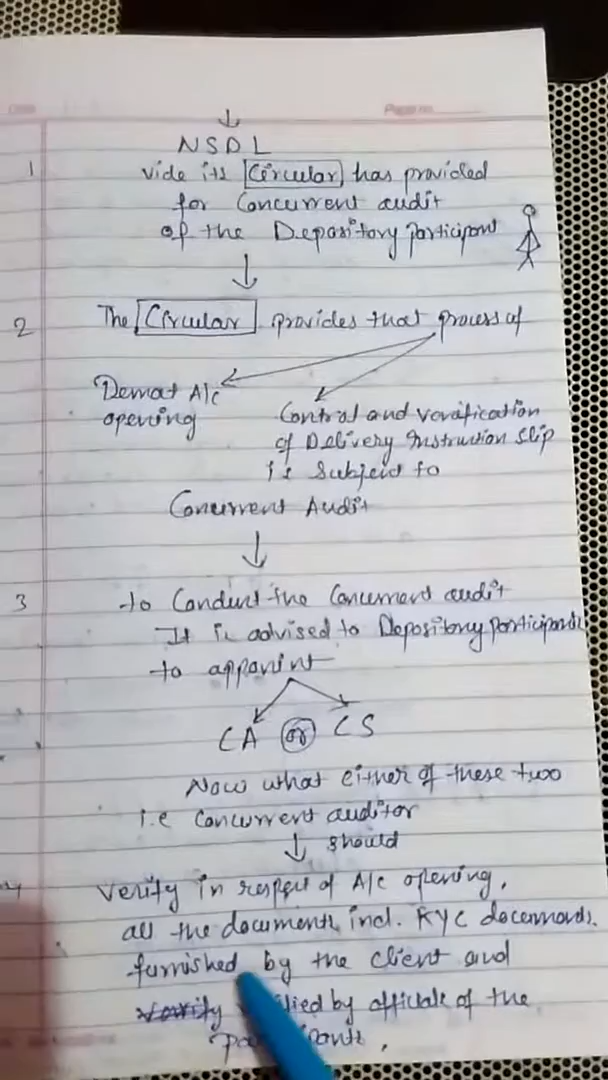 Page no.
NSDL
1 vide its Circular has provided
for Concurrent audit
of the Depository participant
2 The Circular provides that process of
Demat A/c
opening
Control and verification
of Delivery Instruction Slip
is Subject to
Concurrent Audit
3 to Conduct the Concurrent audit
It is advised to Depository participants
to appoint
CA or CS
Now what either of these two
i.e Concurrent auditor
should
Verify in respect of A/c opening,
all the documents incl. KYC documents.
furnished by the client and
by officials of the